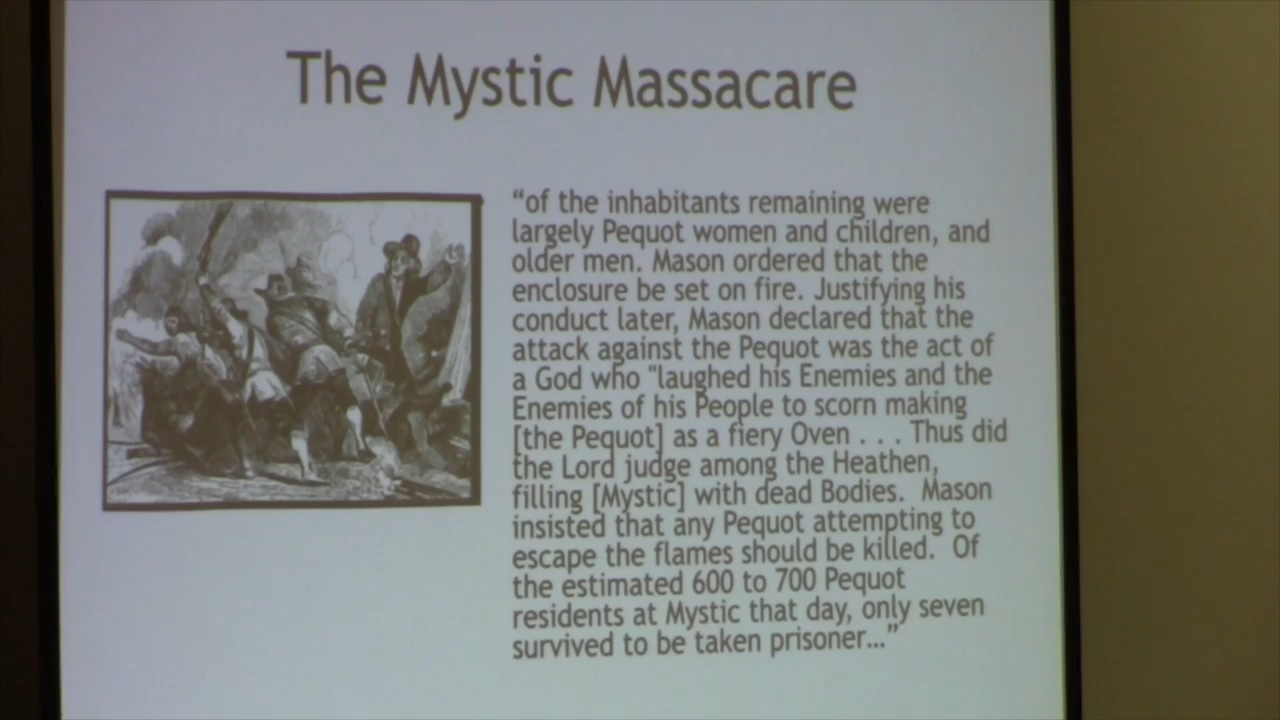 The Mystic Massacare
“of the inhabitants remaining were
largely Pequot women and children, and
older men. Mason ordered that the
enclosure be set on fire. Justifying his
conduct later, Mason declared that the
attack against the Pequot was the act of
a God who "laughed his Enemies and the
Enemies of his People to scorn making
[the Pequot] as a fiery Oven . . . Thus did
the Lord judge among the Heathen,
filling [Mystic] with dead Bodies.  Mason
insisted that any Pequot attempting to
escape the flames should be killed.  Of
the estimated 600 to 700 Pequot
residents at Mystic that day, only seven
survived to be taken prisoner…”